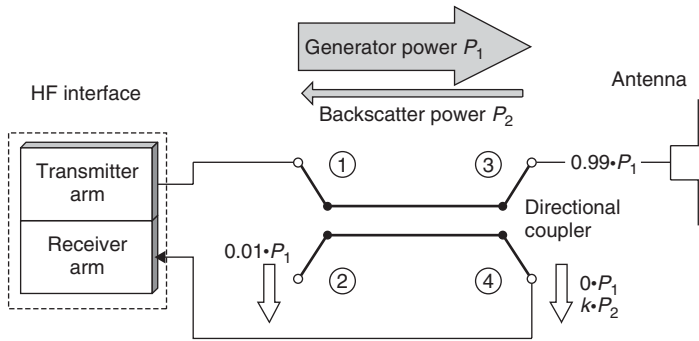 Generator power P1
Backscatter power P2
HF interface
Antenna
Transmitter
arm
Receiver
arm
1
3
0.99•P1
Directional
coupler
0.01•P1
2
4
0•P1
k•P2